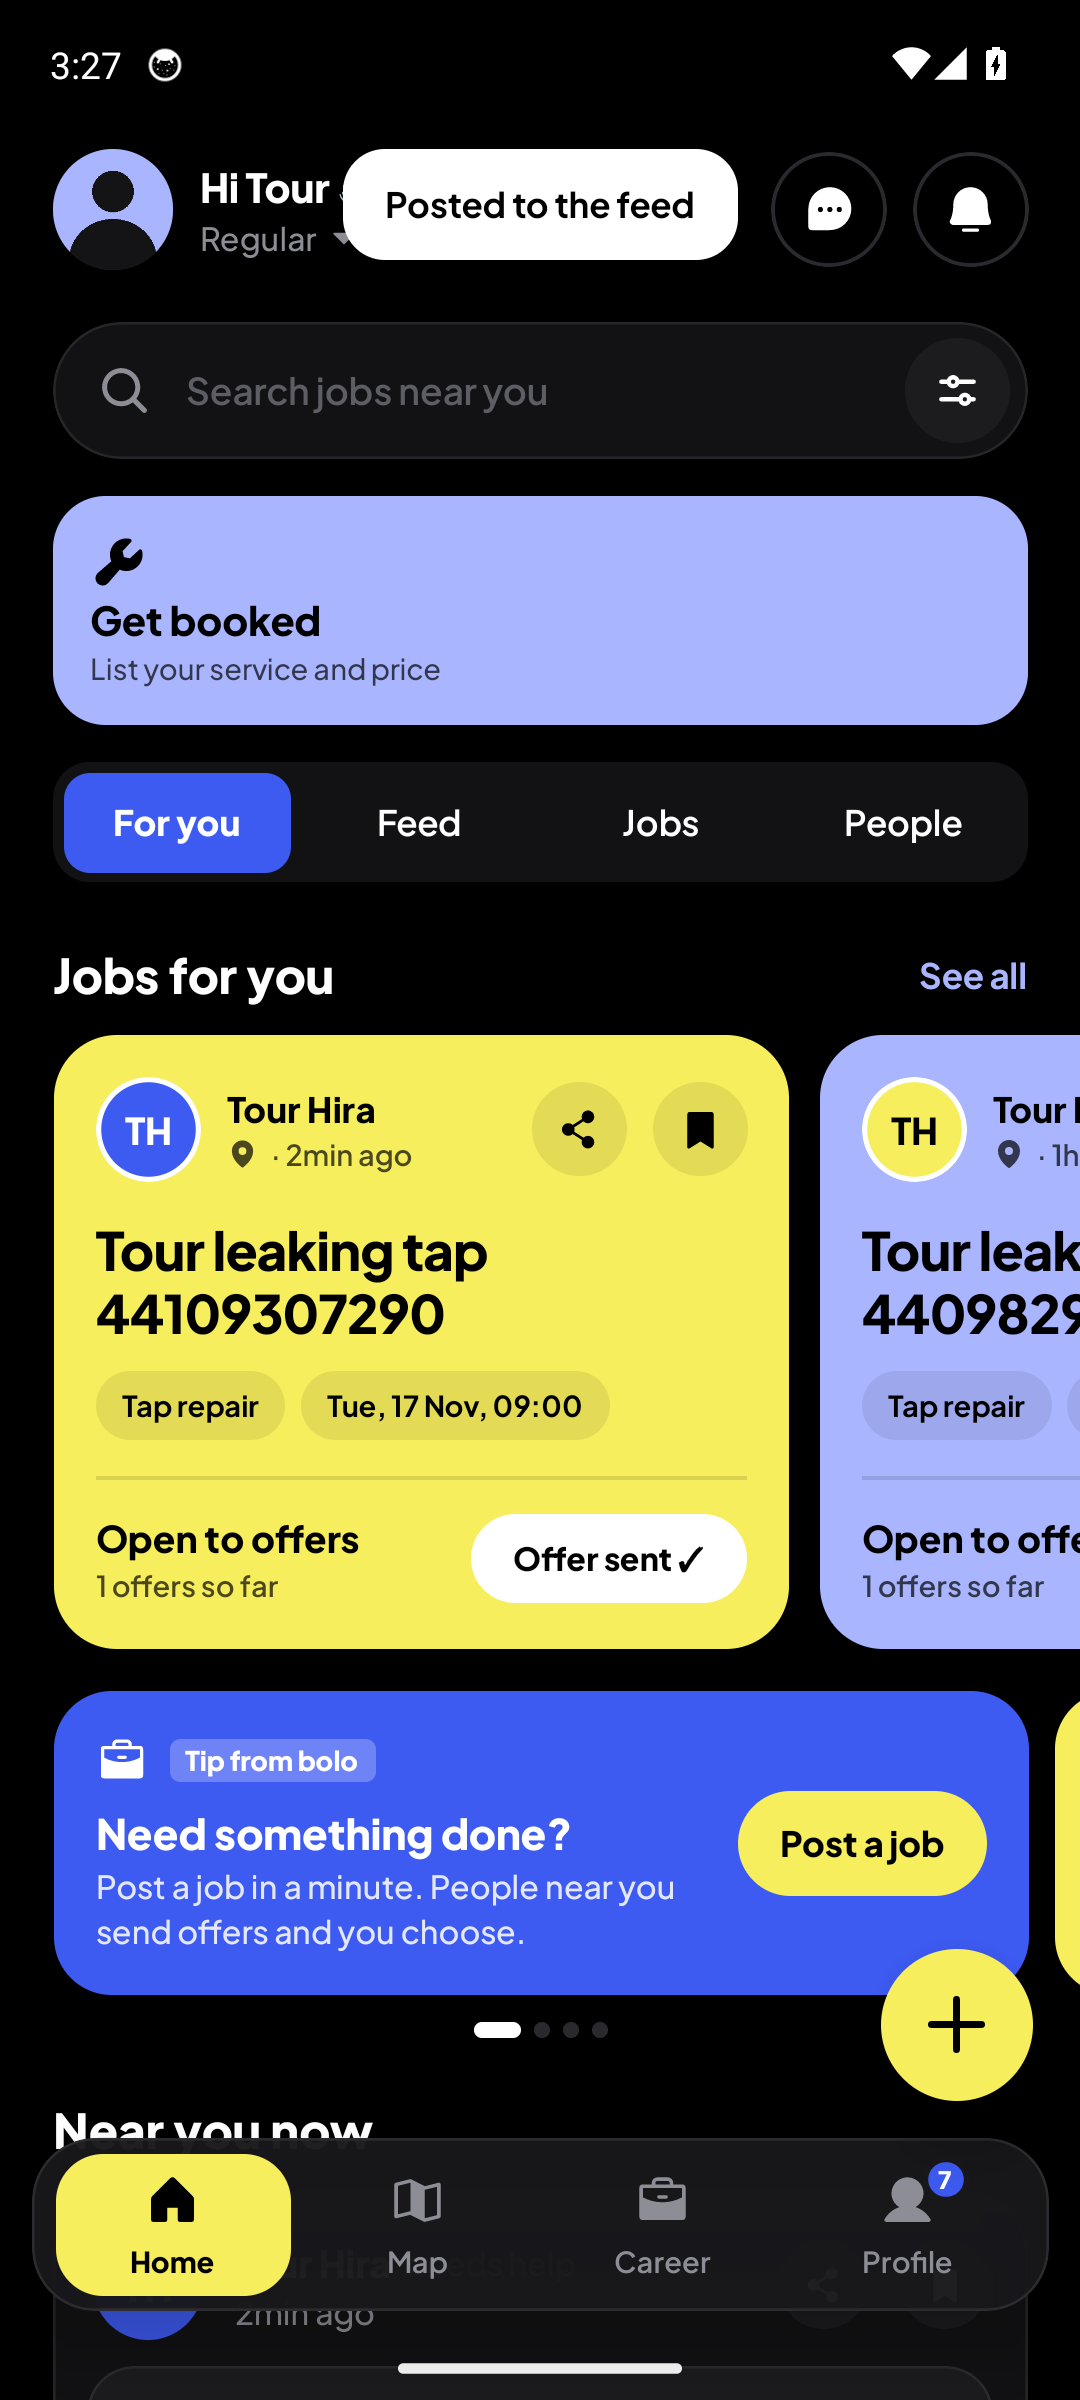 3:27
Hi Tour
Posted to the feed
Regular
Search jobs near you
Get booked
List your service and price
For you
Feed
Jobs
People
Jobs for you
See all
TH
Tour Hira
· 2min ago
Tour leaking tap
44109307290
Tap repair
Tue, 17 Nov, 09:00
Open to offers
1 offers so far
Offer sent ✓
TH
Tour
· 1h
Tour leak
4409829
Tap repair
Open to offe
1 offers so far
Tip from bolo
Need something done?
Post a job in a minute. People near you
send offers and you choose.
Post a job
Near you now
7
Home
Map
Career
Profile
Hira
2min ago